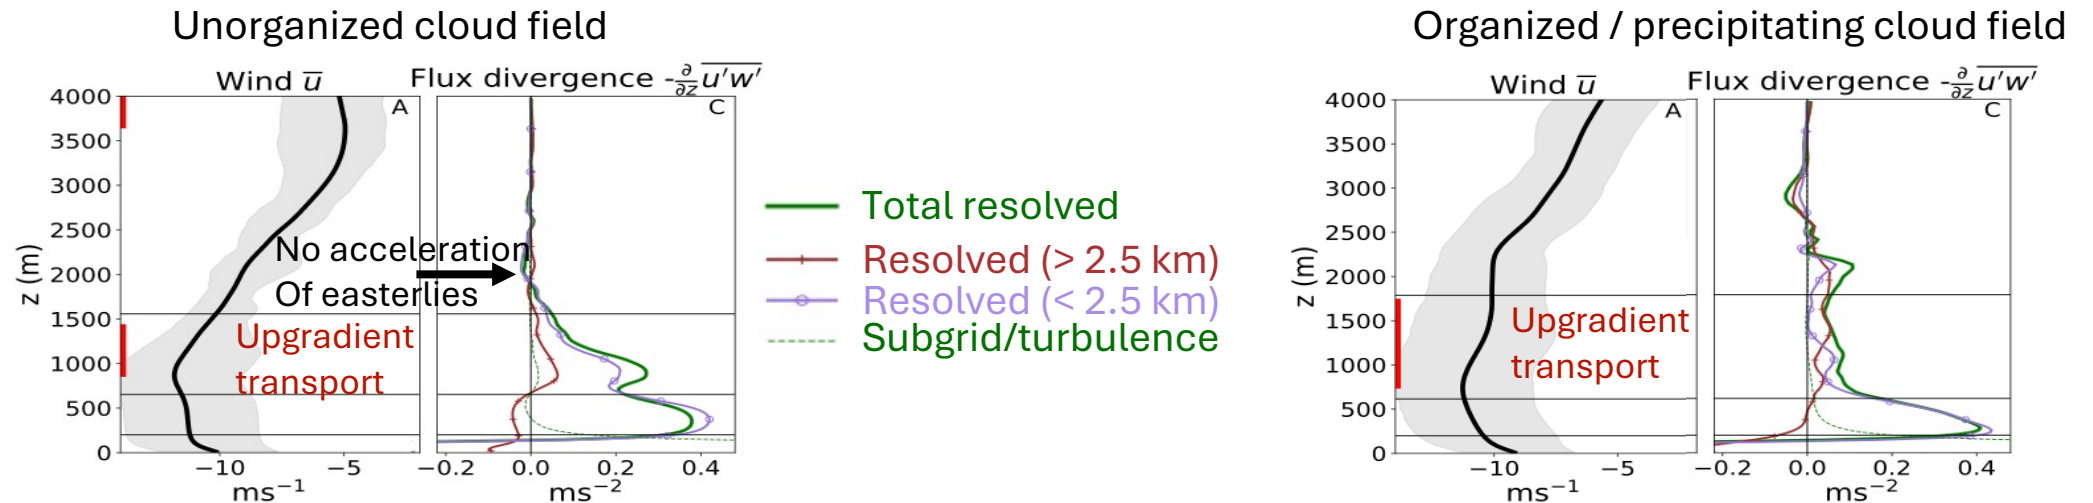 Unorganized cloud field
Wind u̅
Flux divergence -∂/∂z u'w'
A
C
4000
3500
3000
2500
2000
1500
1000
500
0
z (m)
No acceleration
Of easterlies
Upgradient
transport
−10
−5
ms⁻¹
−0.2
0.0
0.2
0.4
ms⁻²
Total resolved
Resolved (> 2.5 km)
Resolved (< 2.5 km)
Subgrid/turbulence
Organized / precipitating cloud field
Wind u̅
Flux divergence -∂/∂z u'w'
A
C
4000
3500
3000
2500
2000
1500
1000
500
0
z (m)
Upgradient
transport
−10
−5
ms⁻¹
−0.2
0.0
0.2
0.4
ms⁻²